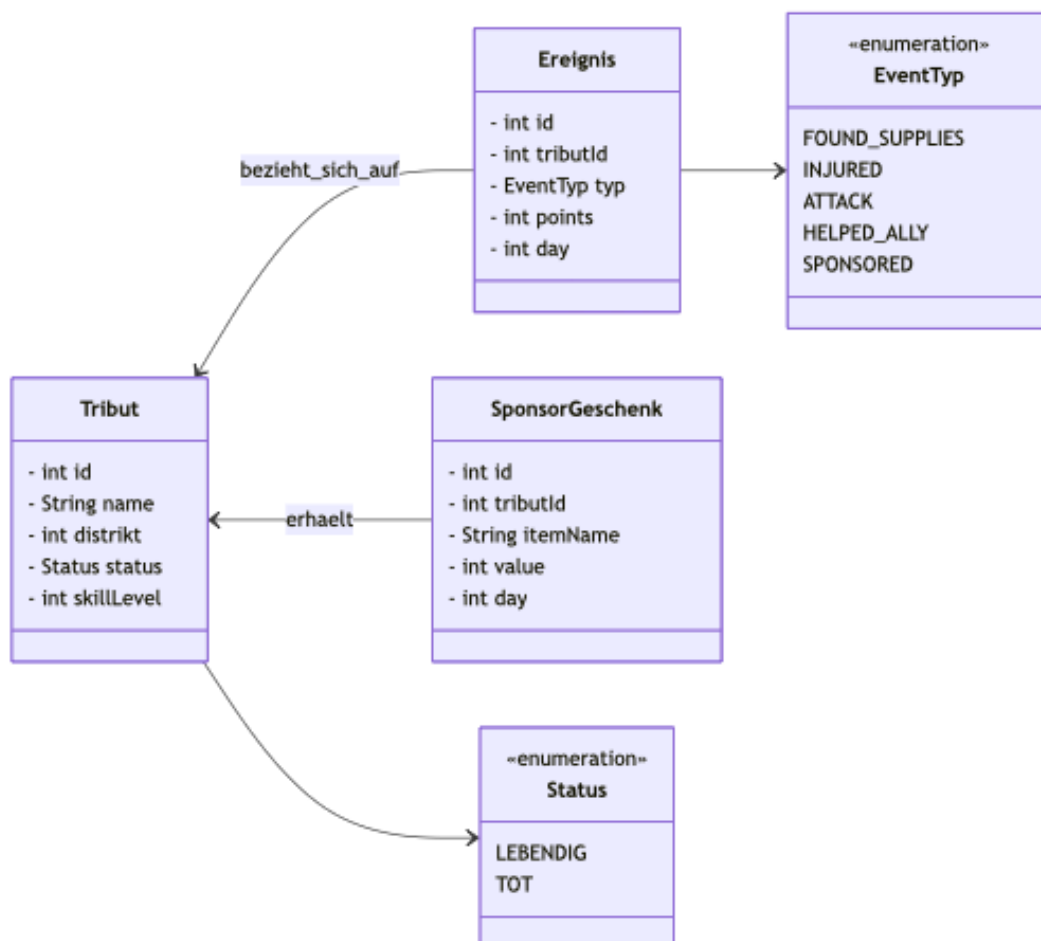 Ereignis
- int id
- int tributId
- EventTyp typ
- int points
- int day
«enumeration»
EventTyp
FOUND_SUPPLIES
INJURED
ATTACK
HELPED_ALLY
SPONSORED
bezieht_sich_auf
Tribut
- int id
- String name
- int distrikt
- Status status
- int skillLevel
erhaelt
SponsorGeschenk
- int id
- int tributId
- String itemName
- int value
- int day
«enumeration»
Status
LEBENDIG
TOT